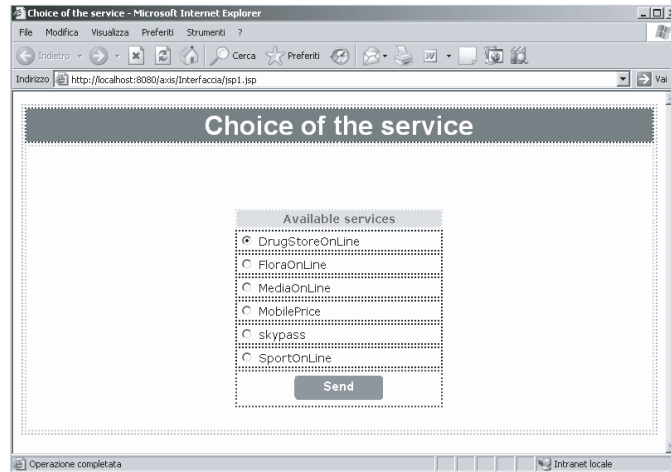 Choice of the service - Microsoft Internet Explorer
File Modifica Visualizza Preferiti Strumenti ?
Indietro Cerca Preferiti
Indirizzo http://localhost:8080/axis/Interfaccia/jsp1.jsp Vai
Choice of the service
Available services
DrugStoreOnLine
FloraOnLine
MediaOnLine
MobilePrice
skypass
SportOnLine
Send
Operazione completata Intranet locale